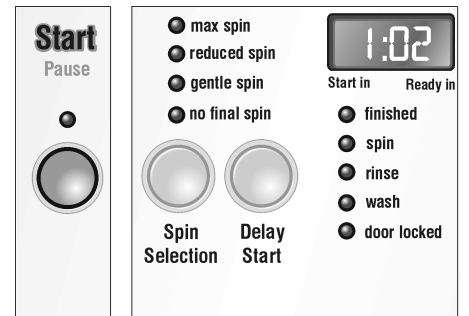 Start
Pause
max spin
reduced spin
gentle spin
no final spin
Spin
Selection
Delay
Start
1:02
Start in
Ready in
finished
spin
rinse
wash
door locked